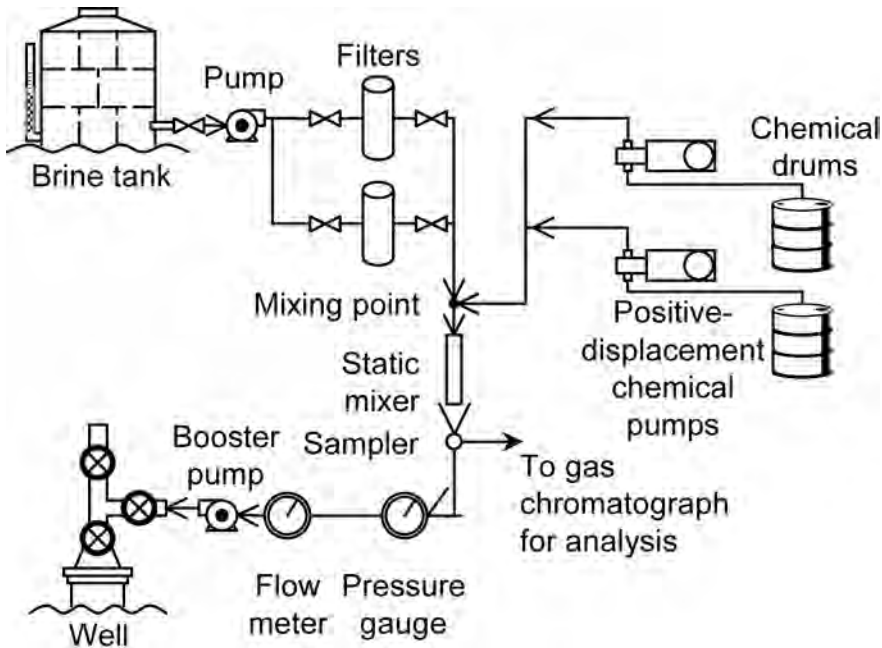 Pump
Filters
Brine tank
Chemical
drums
Mixing point
Positive-
displacement
chemical
pumps
Static
mixer
Sampler
Booster
pump
To gas
chromatograph
for analysis
Flow
meter
Pressure
gauge
Well